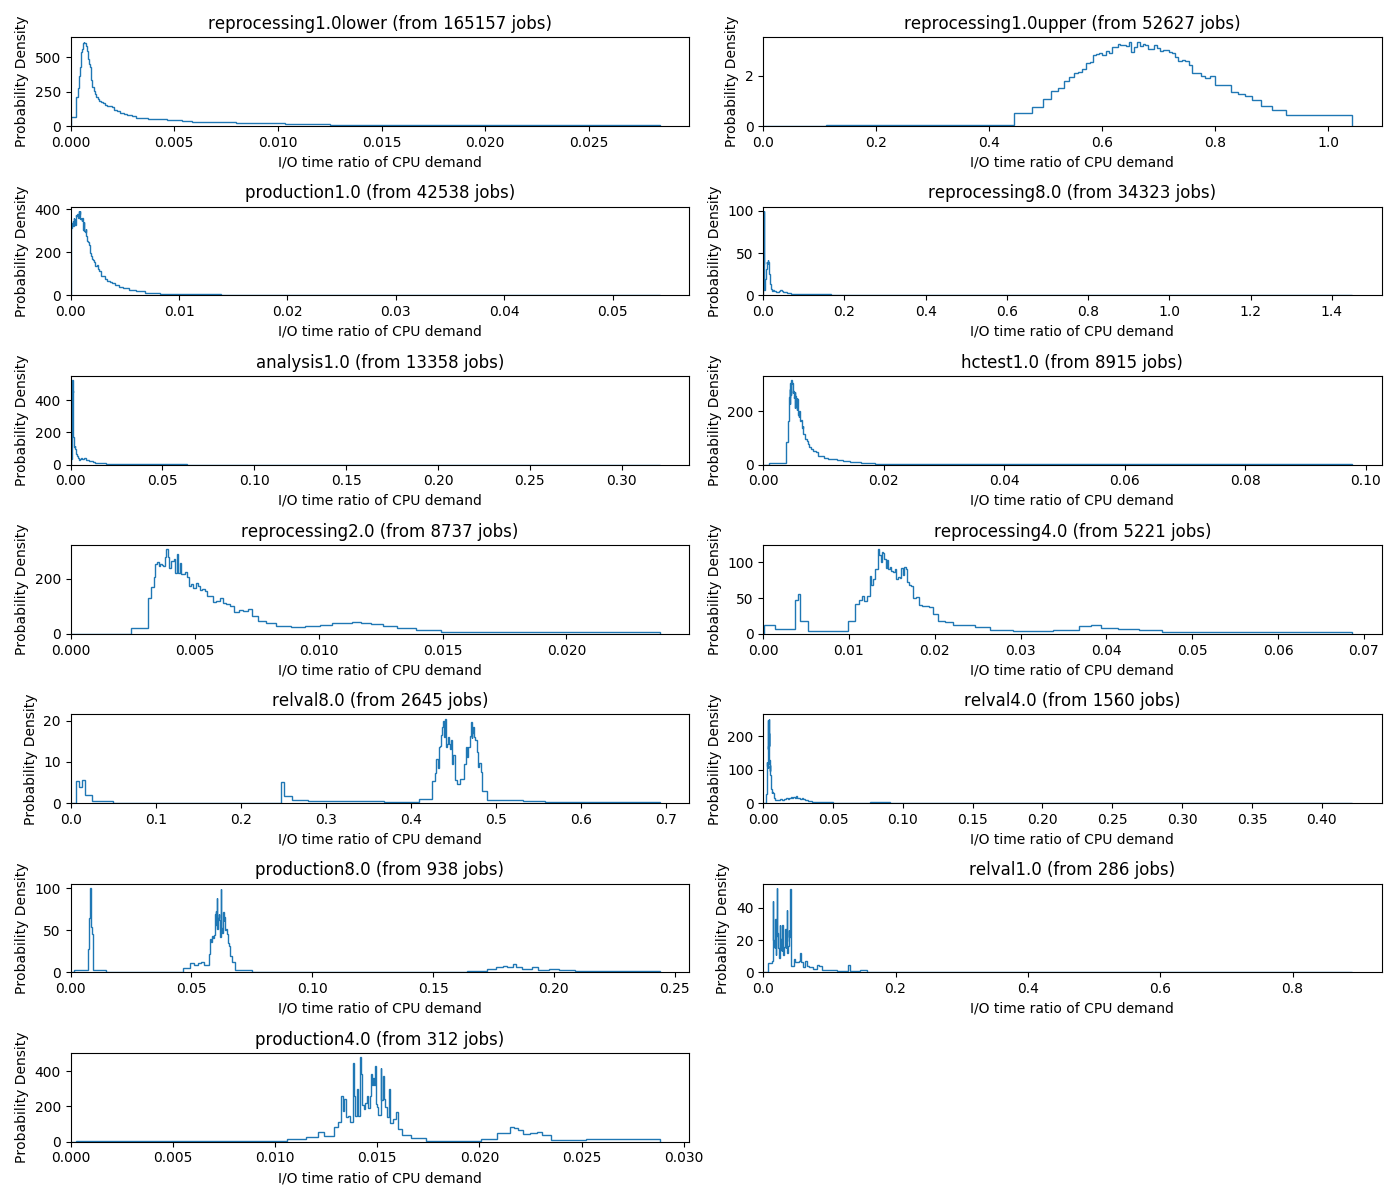 reprocessing1.0lower (from 165157 jobs)
Probability Density
500
250
0
0.000 0.005 0.010 0.015 0.020 0.025
I/O time ratio of CPU demand
reprocessing1.0upper (from 52627 jobs)
Probability Density
2
0
0.0 0.2 0.4 0.6 0.8 1.0
I/O time ratio of CPU demand
production1.0 (from 42538 jobs)
Probability Density
400
200
0
0.00 0.01 0.02 0.03 0.04 0.05
I/O time ratio of CPU demand
reprocessing8.0 (from 34323 jobs)
Probability Density
100
50
0
0.0 0.2 0.4 0.6 0.8 1.0 1.2 1.4
I/O time ratio of CPU demand
analysis1.0 (from 13358 jobs)
Probability Density
400
200
0
0.00 0.05 0.10 0.15 0.20 0.25 0.30
I/O time ratio of CPU demand
hctest1.0 (from 8915 jobs)
Probability Density
200
0
0.00 0.02 0.04 0.06 0.08 0.10
I/O time ratio of CPU demand
reprocessing2.0 (from 8737 jobs)
Probability Density
200
0
0.000 0.005 0.010 0.015 0.020
I/O time ratio of CPU demand
reprocessing4.0 (from 5221 jobs)
Probability Density
100
50
0
0.00 0.01 0.02 0.03 0.04 0.05 0.06 0.07
I/O time ratio of CPU demand
relval8.0 (from 2645 jobs)
Probability Density
20
10
0
0.0 0.1 0.2 0.3 0.4 0.5 0.6 0.7
I/O time ratio of CPU demand
relval4.0 (from 1560 jobs)
Probability Density
200
100
0
0.00 0.05 0.10 0.15 0.20 0.25 0.30 0.35 0.40
I/O time ratio of CPU demand
production8.0 (from 938 jobs)
Probability Density
100
50
0
0.00 0.05 0.10 0.15 0.20 0.25
I/O time ratio of CPU demand
relval1.0 (from 286 jobs)
Probability Density
40
20
0
0.0 0.2 0.4 0.6 0.8
I/O time ratio of CPU demand
production4.0 (from 312 jobs)
Probability Density
400
200
0
0.000 0.005 0.010 0.015 0.020 0.025 0.030
I/O time ratio of CPU demand